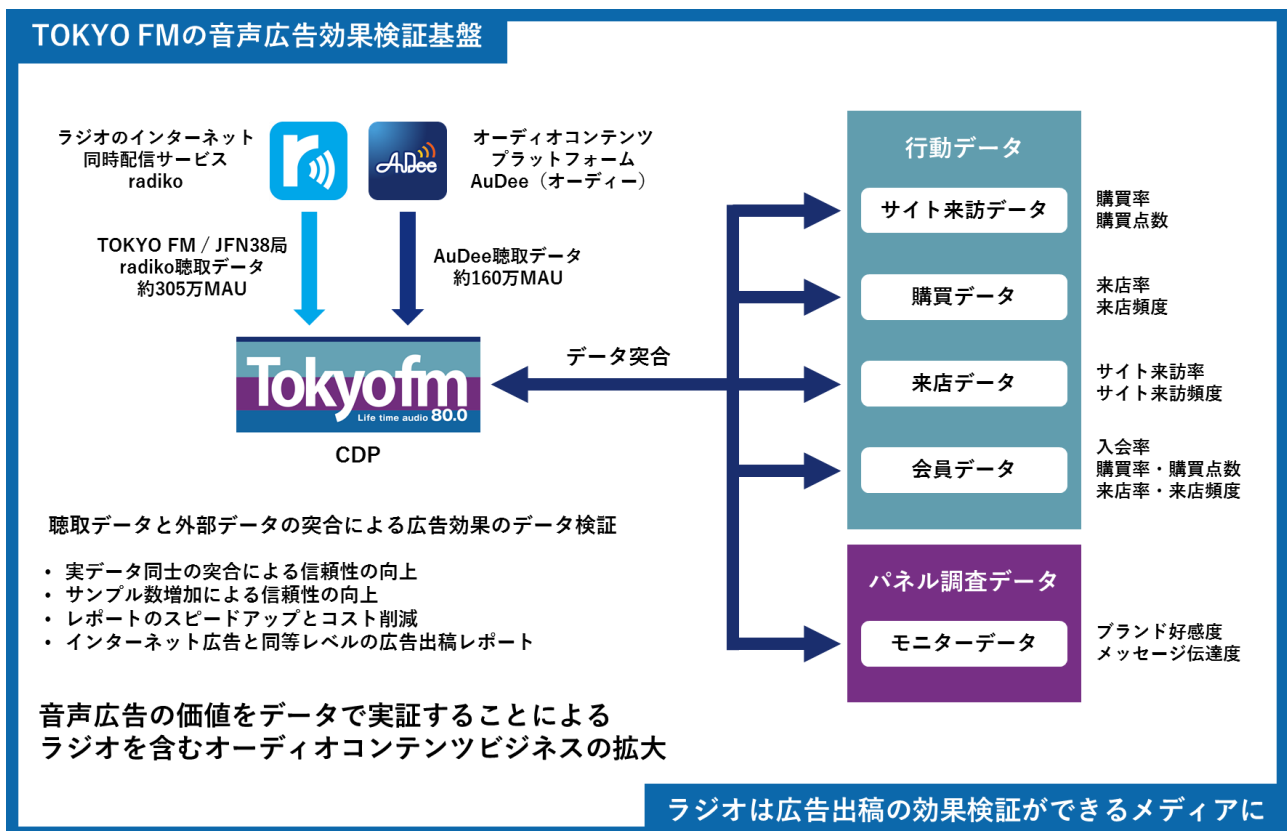 TOKYO FMの音声広告効果検証基盤
ラジオのインターネット
同時配信サービス
radiko
AuDee
オーディオコンテンツ
プラットフォーム
AuDee（オーディー）
TOKYO FM / JFN38局
radiko聴取データ
約305万MAU
AuDee聴取データ
約160万MAU
Tokyofm
Life time audio 80.0
CDP
データ突合
行動データ
サイト来訪データ
購買率
購買点数
購買データ
来店率
来店頻度
来店データ
サイト来訪率
サイト来訪頻度
会員データ
入会率
購買率・購買点数
来店率・来店頻度
パネル調査データ
モニターデータ
ブランド好感度
メッセージ伝達度
聴取データと外部データの突合による広告効果のデータ検証
• 実データ同士の突合による信頼性の向上
• サンプル数増加による信頼性の向上
• レポートのスピードアップとコスト削減
• インターネット広告と同等レベルの広告出稿レポート
音声広告の価値をデータで実証することによる
ラジオを含むオーディオコンテンツビジネスの拡大
ラジオは広告出稿の効果検証ができるメディアに